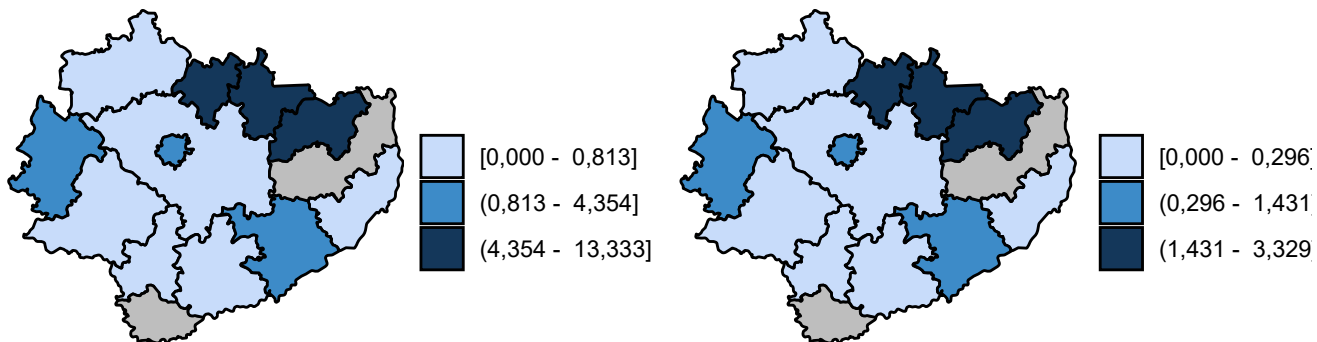 [0,000 - 0,813]
(0,813 - 4,354]
(4,354 - 13,333]
[0,000 - 0,296]
(0,296 - 1,431]
(1,431 - 3,329]